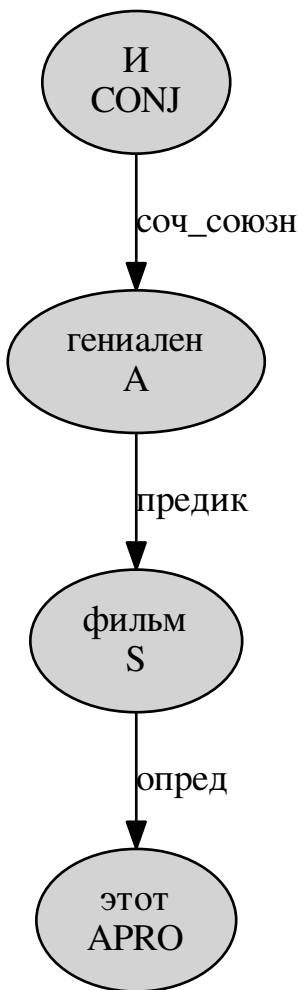 И
CONJ
соч_союзн
гениален
A
предик
фильм
S
опред
этот
APRO